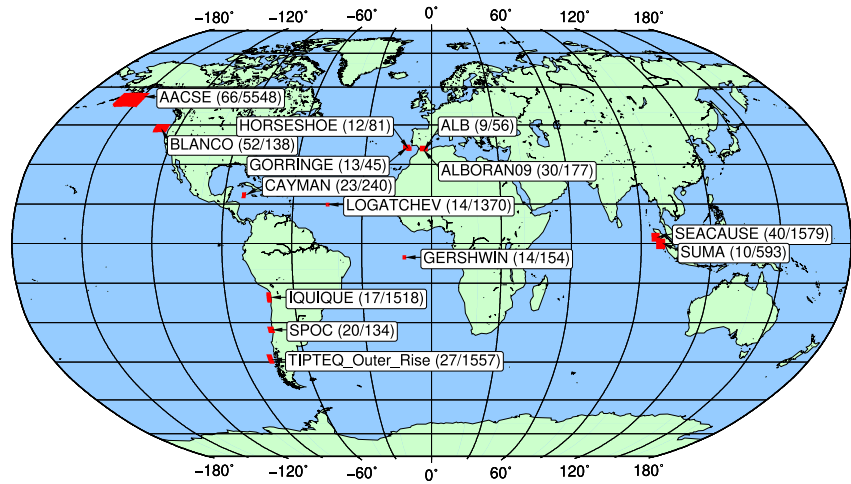 −180˚ −120˚ −60˚ 0˚ 60˚ 120˚ 180˚
AACSE (66/5548)
HORSESHOE (12/81)
ALB (9/56)
BLANCO (52/138)
GORRINGE (13/45)
ALBORAN09 (30/177)
CAYMAN (23/240)
LOGATCHEV (14/1370)
SEACAUSE (40/1579)
SUMA (10/593)
GERSHWIN (14/154)
IQUIQUE (17/1518)
SPOC (20/134)
TIPTEQ_Outer_Rise (27/1557)
−180˚ −120˚ −60˚ 0˚ 60˚ 120˚ 180˚